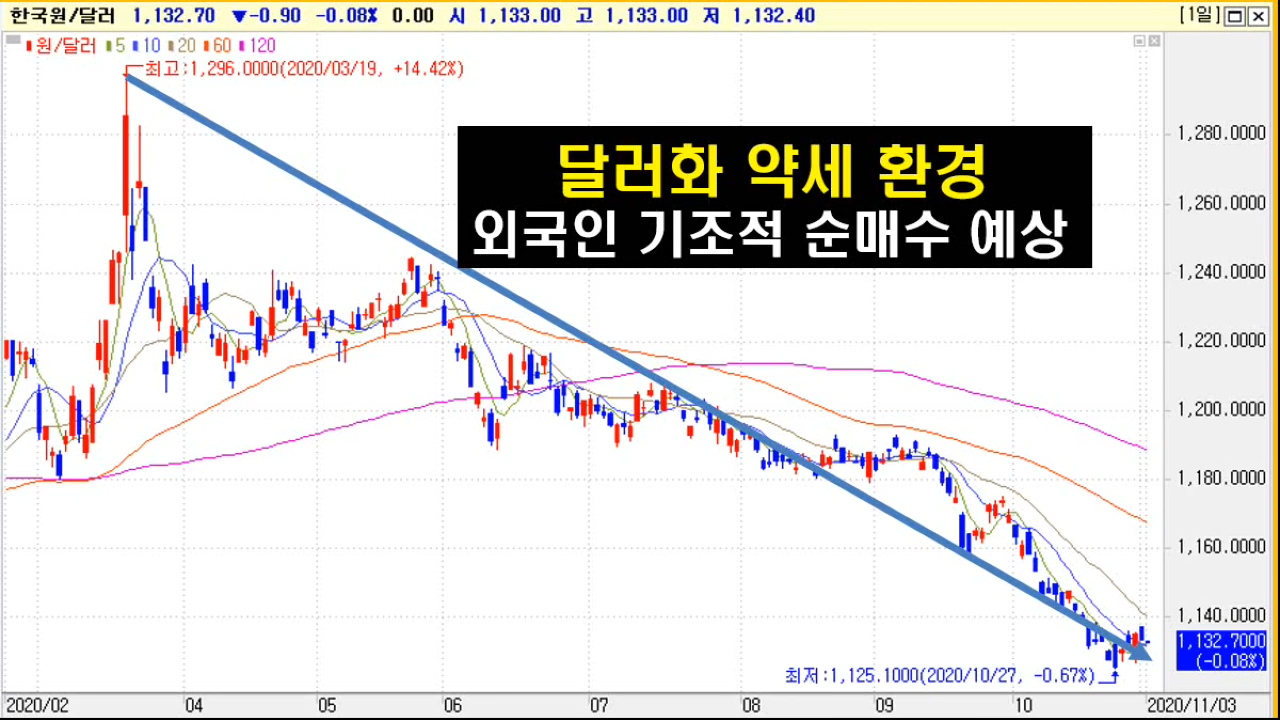 한국원/달러 1,132.70 ▼-0.90 -0.08% 0.00 시 1,133.00 고 1,133.00 저 1,132.40 [1일]
원/달러 5 10 20 60 120
최고:1,296.0000(2020/03/19, +14.42%)
달러화 약세 환경
외국인 기조적 순매수 예상
1,280.0000
1,260.0000
1,240.0000
1,220.0000
1,200.0000
1,180.0000
1,160.0000
1,140.0000
1,132.7000
(-0.08%)
최저:1,125.1000(2020/10/27, -0.67%)
2020/02 04 05 06 07 08 09 10 2020/11/03